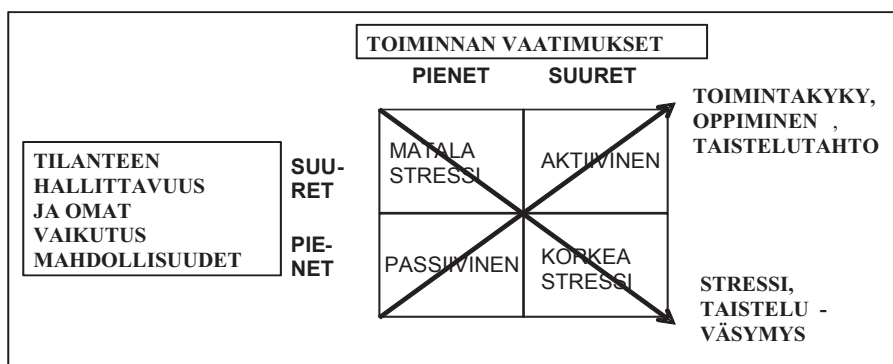 TOIMINNAN VAATIMUKSET
PIENET SUURET
TOIMINTAKYKY,
OPPIMINEN ,
TAISTELUTAHTO
TILANTEEN
HALLITTAVUUS
JA OMAT
VAIKUTUS
MAHDOLLISUUDET
SUU-
RET
MATALA
STRESSI
AKTIIVINEN
PIE-
NET
PASSIIVINEN
KORKEA
STRESSI
STRESSI,
TAISTELU -
VÄSYMYS